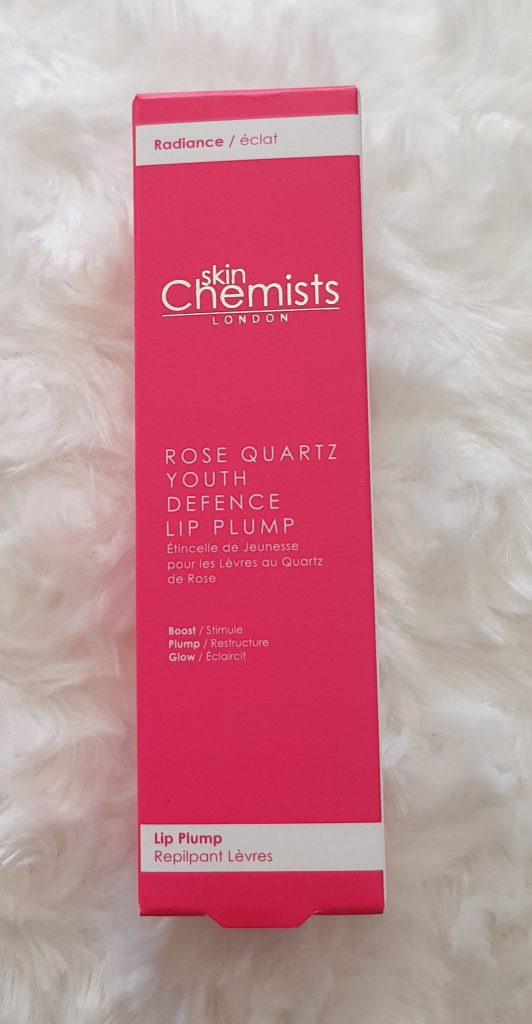 Radiance / éclat
skin
Chemists
LONDON
ROSE QUARTZ
YOUTH
DEFENCE
LIP PLUMP
Étincelle de Jeunesse
pour les Lèvres au Quartz
de Rose
Boost / Stimule
Plump / Restructure
Glow / Éclaircit
Lip Plump
Repilpant Lèvres